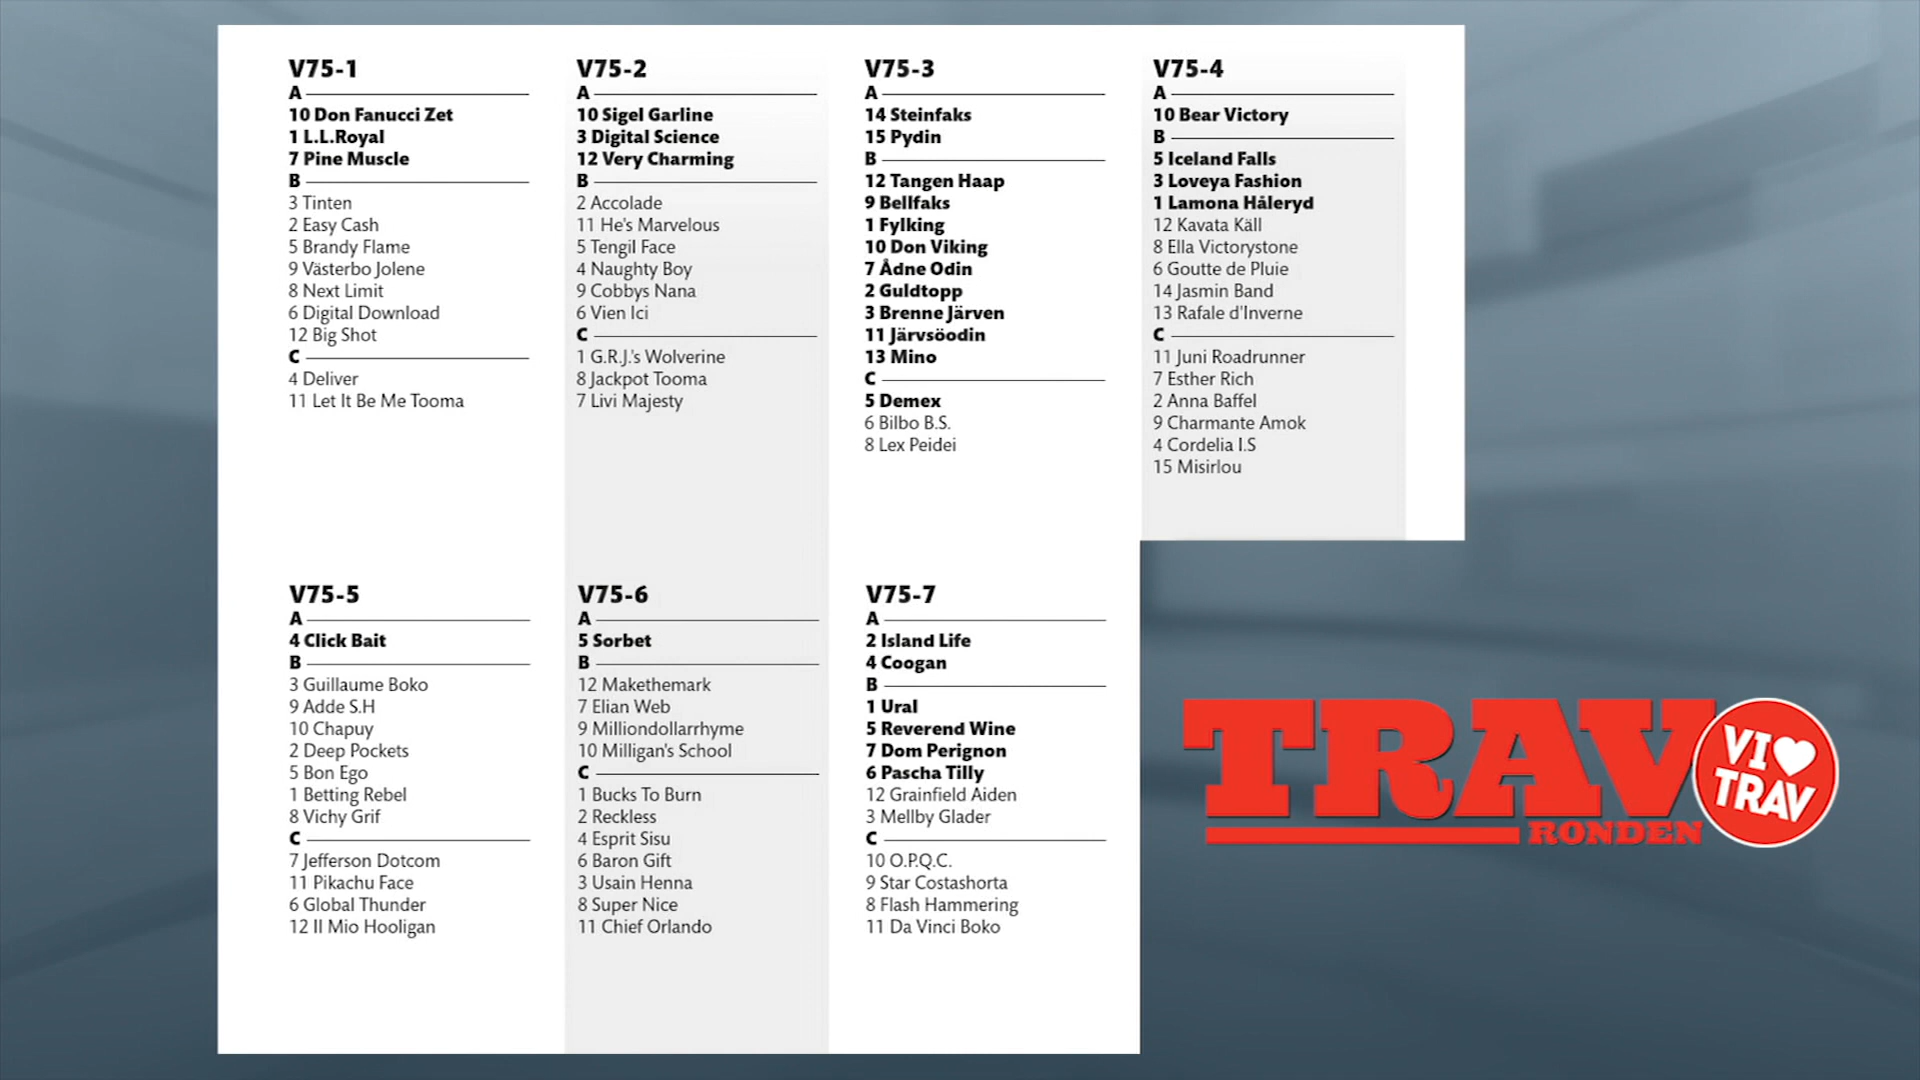 V75-1
A
10 Don Fanucci Zet
1 L.L.Royal
7 Pine Muscle
B
3 Tinten
2 Easy Cash
5 Brandy Flame
9 Västerbo Jolene
8 Next Limit
6 Digital Download
12 Big Shot
C
4 Deliver
11 Let It Be Me Tooma
V75-2
A
10 Sigel Garline
3 Digital Science
12 Very Charming
B
2 Accolade
11 He's Marvelous
5 Tengil Face
4 Naughty Boy
9 Cobbys Nana
6 Vien Ici
C
1 G.R.J.'s Wolverine
8 Jackpot Tooma
7 Livi Majesty
V75-3
A
14 Steinfaks
15 Pydin
B
12 Tangen Haap
9 Bellfaks
1 Fylking
10 Don Viking
7 Ådne Odin
2 Guldtopp
3 Brenne Järven
11 Järvsöodin
13 Mino
C
5 Demex
6 Bilbo B.S.
8 Lex Peidei
V75-4
A
10 Bear Victory
B
5 Iceland Falls
3 Loveya Fashion
1 Lamona Håleryd
12 Kavata Käll
8 Ella Victorystone
6 Goutte de Pluie
14 Jasmin Band
13 Rafale d'Inverne
C
11 Juni Roadrunner
7 Esther Rich
2 Anna Baffel
9 Charmante Amok
4 Cordelia I.S
15 Misirlou
V75-5
A
4 Click Bait
B
3 Guillaume Boko
9 Adde S.H
10 Chapuy
2 Deep Pockets
5 Bon Ego
1 Betting Rebel
8 Vichy Grif
C
7 Jefferson Dotcom
11 Pikachu Face
6 Global Thunder
12 Il Mio Hooligan
V75-6
A
5 Sorbet
B
12 Makethemark
7 Elian Web
9 Milliondollarrhyme
10 Milligan's School
C
1 Bucks To Burn
2 Reckless
4 Esprit Sisu
6 Baron Gift
3 Usain Henna
8 Super Nice
11 Chief Orlando
V75-7
A
2 Island Life
4 Coogan
B
1 Ural
5 Reverend Wine
7 Dom Perignon
6 Pascha Tilly
12 Grainfield Aiden
3 Mellby Glader
C
10 O.P.Q.C.
9 Star Costashorta
8 Flash Hammering
11 Da Vinci Boko
TRAV
RONDEN
VI
TRAV